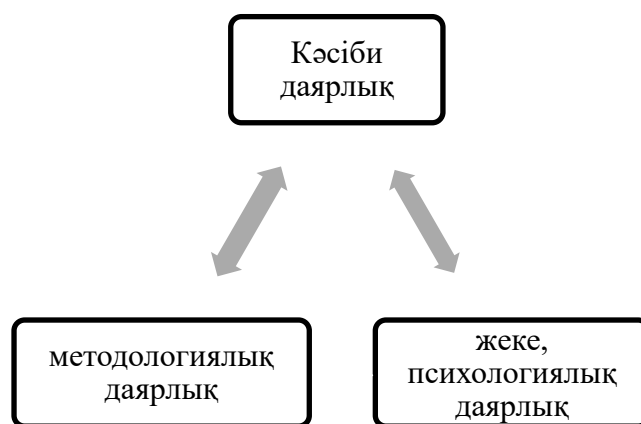 Кәсіби
даярлық
методологиялық
даярлық
жеке,
психологиялық
даярлық